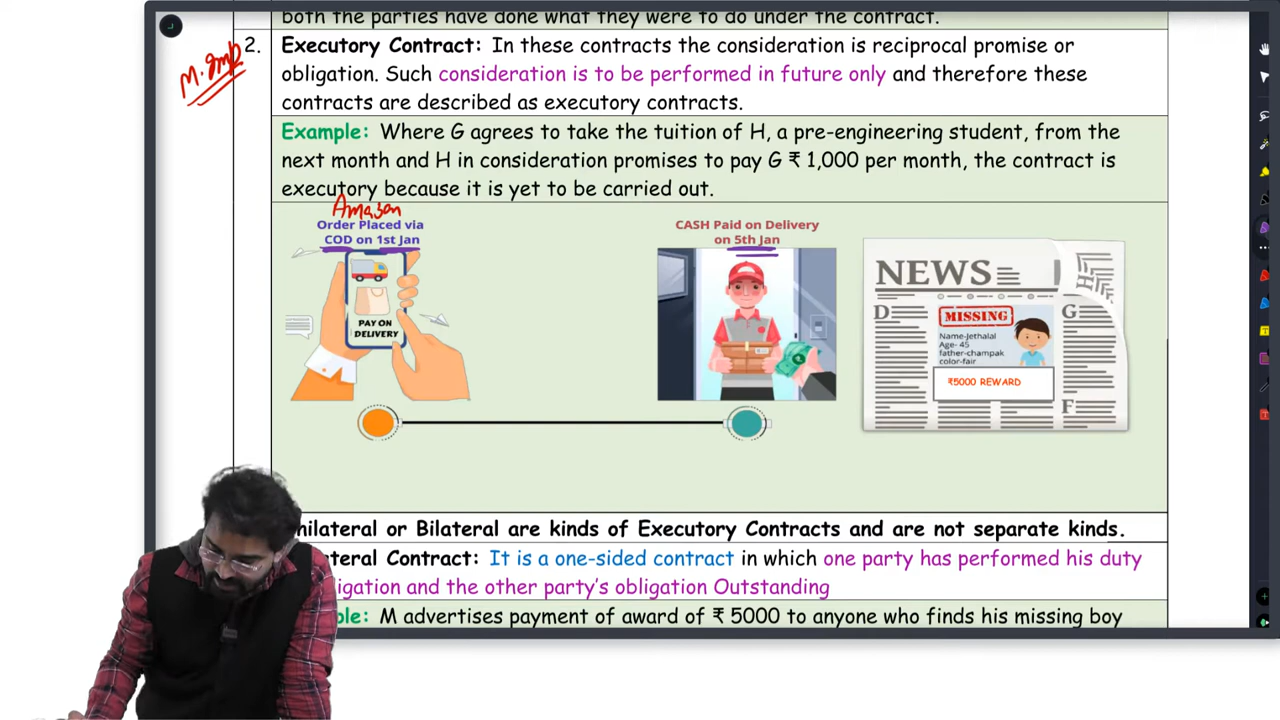 both the parties have done what they were to do under the contract.
M. Imp
2.
Executory Contract: In these contracts the consideration is reciprocal promise or
obligation. Such consideration is to be performed in future only and therefore these
contracts are described as executory contracts.
Example: Where G agrees to take the tuition of H, a pre-engineering student, from the
next month and H in consideration promises to pay G ₹ 1,000 per month, the contract is
executory because it is yet to be carried out.
Amazon
Order Placed via
COD on 1st Jan
PAY ON
DELIVERY
CASH Paid on Delivery
on 5th Jan
NEWS
D
G
F
MISSING
Name-Jethalal
Age- 45
father-champak
color-fair
₹5000 REWARD
or Bilateral are kinds of Executory Contracts and are not separate kinds.
Contract: It is a one-sided contract in which one party has performed his duty
and the other party's obligation Outstanding
M advertises payment of award of ₹ 5000 to anyone who finds his missing boy